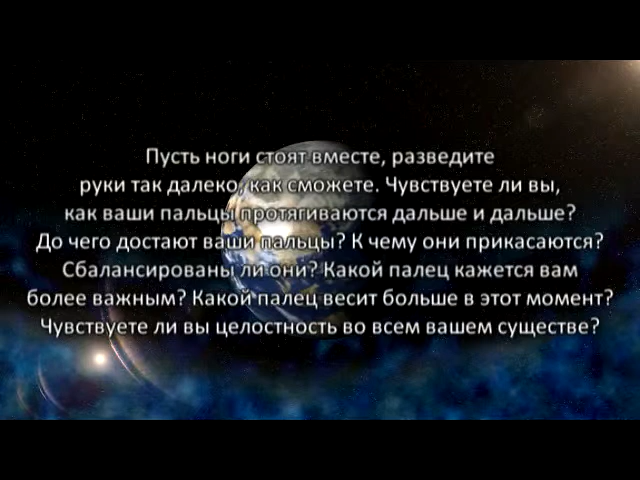 Пусть ноги стоят вместе, разведите
руки так далеко, как сможете. Чувствуете ли вы,
как ваши пальцы протягиваются дальше и дальше?
До чего достают ваши пальцы? К чему они прикасаются?
Сбалансированы ли они? Какой палец кажется вам
более важным? Какой палец весит больше в этот момент?
Чувствуете ли вы целостность во всем вашем существе?